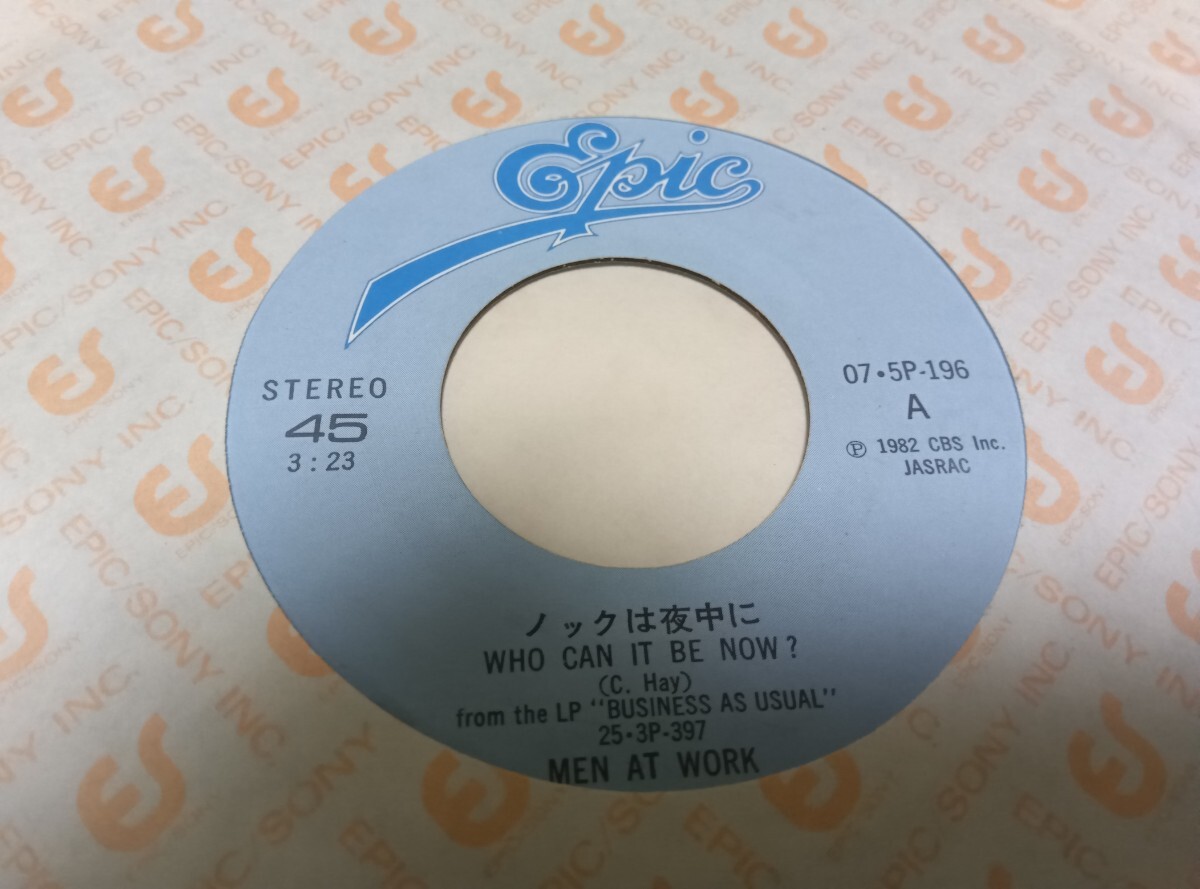 Epic
STEREO
45
3:23
07・5P-196
A
Ⓟ 1982 CBS Inc.
JASRAC
ノックは夜中に
WHO CAN IT BE NOW?
(C. Hay)
from the LP "BUSINESS AS USUAL"
25・3P-397
MEN AT WORK
EPIC/SONY INC.